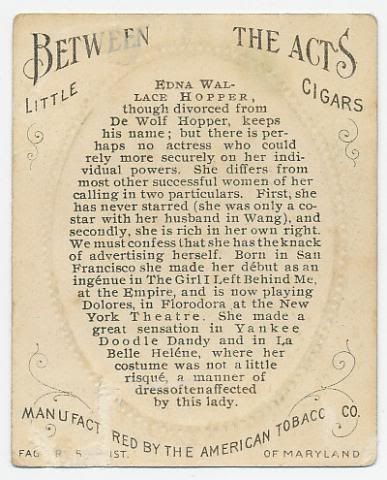 BETWEEN THE ACTS
LITTLE CIGARS
EDNA WAL-
LACE HOPPER,
though divorced from
De Wolf Hopper, keeps
his name; but there is per-
haps no actress who could
rely more securely on her indi-
vidual powers. She differs from
most other successful women of her
calling in two particulars. First, she
has never starred (she was only a co-
star with her husband in Wang), and
secondly, she is rich in her own right.
We must confess that she has the knack
of advertising herself. Born in San
Francisco she made her début as an
ingénue in The Girl I Left Behind Me,
at the Empire, and is now playing
Dolores, in Florodora at the New
York Theatre. She made a
great sensation in Yankee
Doodle Dandy and in La
Belle Heléne, where her
costume was not a little
risqué, a manner of
dress often affected
by this lady.
MANUFACTRED BY THE AMERICAN TOBACC CO.
OF MARYLAND